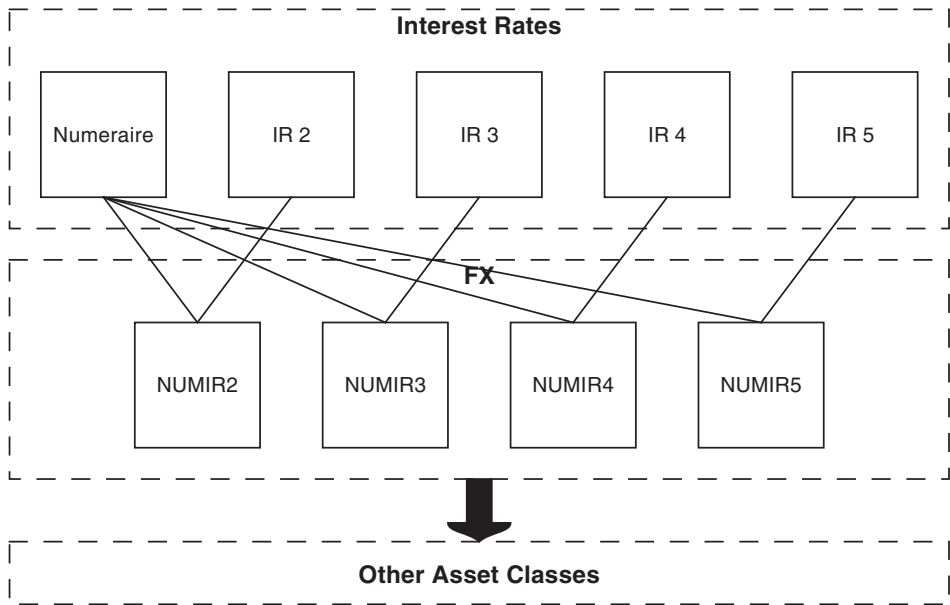 Interest Rates
Numeraire
IR 2
IR 3
IR 4
IR 5
FX
NUMIR2
NUMIR3
NUMIR4
NUMIR5
Other Asset Classes